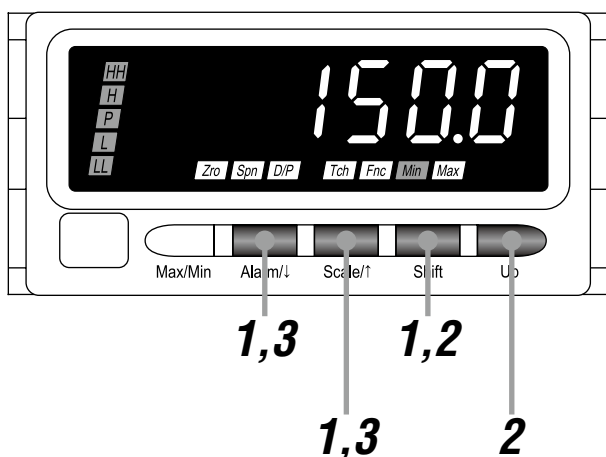 HH
H
P
L
LL
150.0
Zro Spn D/P Tch Fnc Min Max
Max/Min Alarm/↓ Scale/↑ Shift Up
1,3 1,2
1,3 2